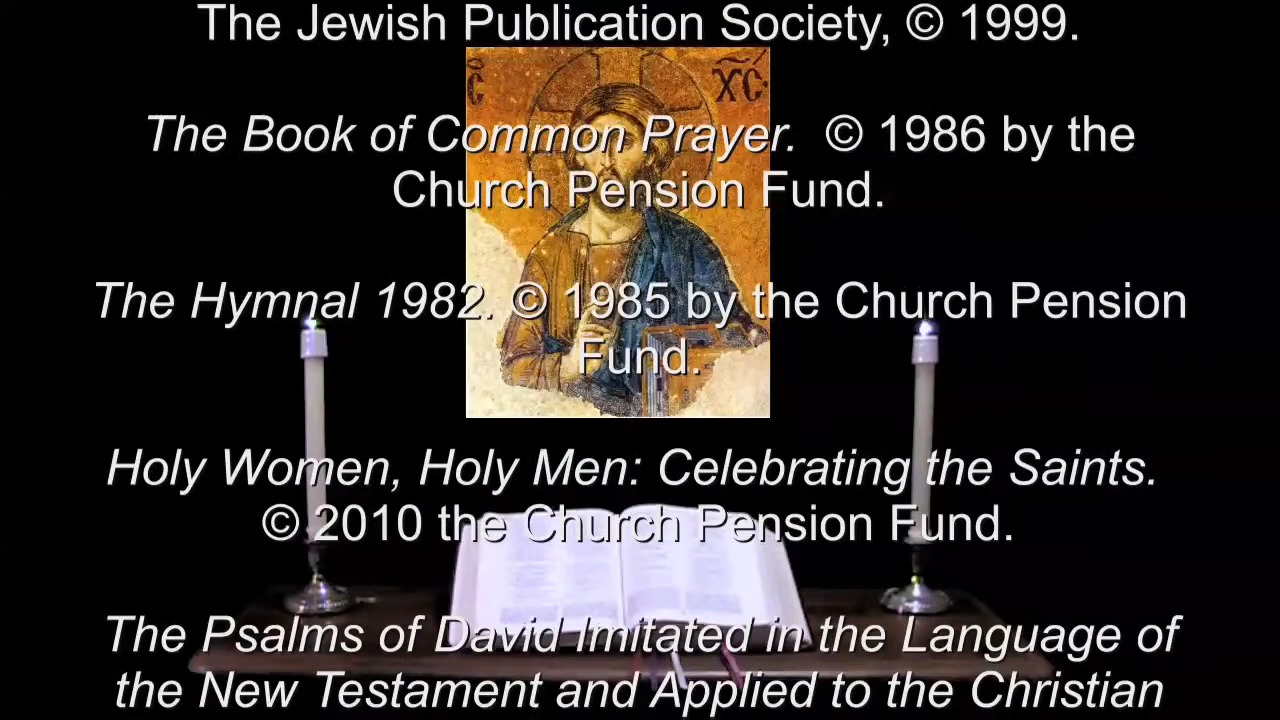 The Jewish Publication Society, © 1999.
C̄ X̄C
The Book of Common Prayer.  © 1986 by the
Church Pension Fund.
The Hymnal 1982. © 1985 by the Church Pension
Fund.
Holy Women, Holy Men: Celebrating the Saints.
© 2010 the Church Pension Fund.
The Psalms of David Imitated in the Language of
the New Testament and Applied to the Christian